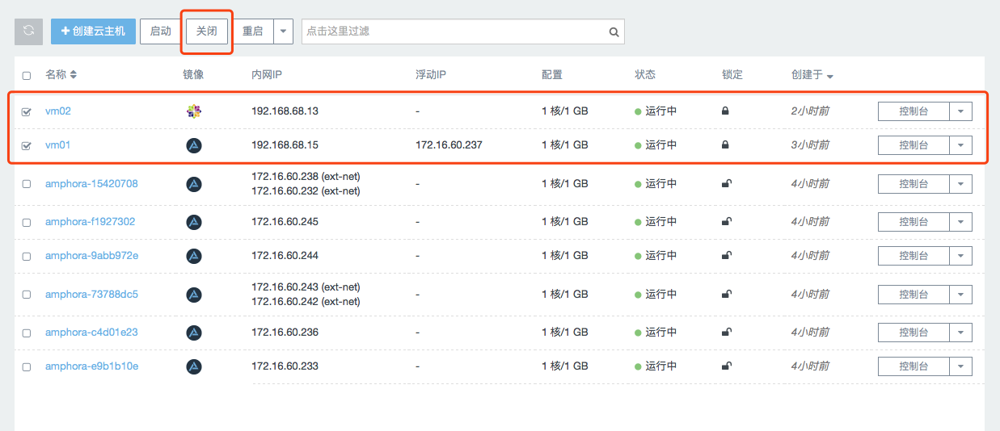 创建云主机 启动 关闭 重启 点击这里过滤
名称 镜像 内网IP 浮动IP 配置 状态 锁定 创建于
vm02 192.168.68.13 - 1 核/1 GB 运行中 2小时前 控制台
vm01 192.168.68.15 172.16.60.237 1 核/1 GB 运行中 3小时前 控制台
amphora-15420708 172.16.60.238 (ext-net) - 1 核/1 GB 运行中 4小时前 控制台
172.16.60.232 (ext-net)
amphora-f1927302 172.16.60.245 - 1 核/1 GB 运行中 4小时前 控制台
amphora-9abb972e 172.16.60.244 - 1 核/1 GB 运行中 4小时前 控制台
amphora-73788dc5 172.16.60.243 (ext-net) - 1 核/1 GB 运行中 4小时前 控制台
172.16.60.242 (ext-net)
amphora-c4d01e23 172.16.60.236 - 1 核/1 GB 运行中 4小时前 控制台
amphora-e9b1b10e 172.16.60.233 - 1 核/1 GB 运行中 4小时前 控制台